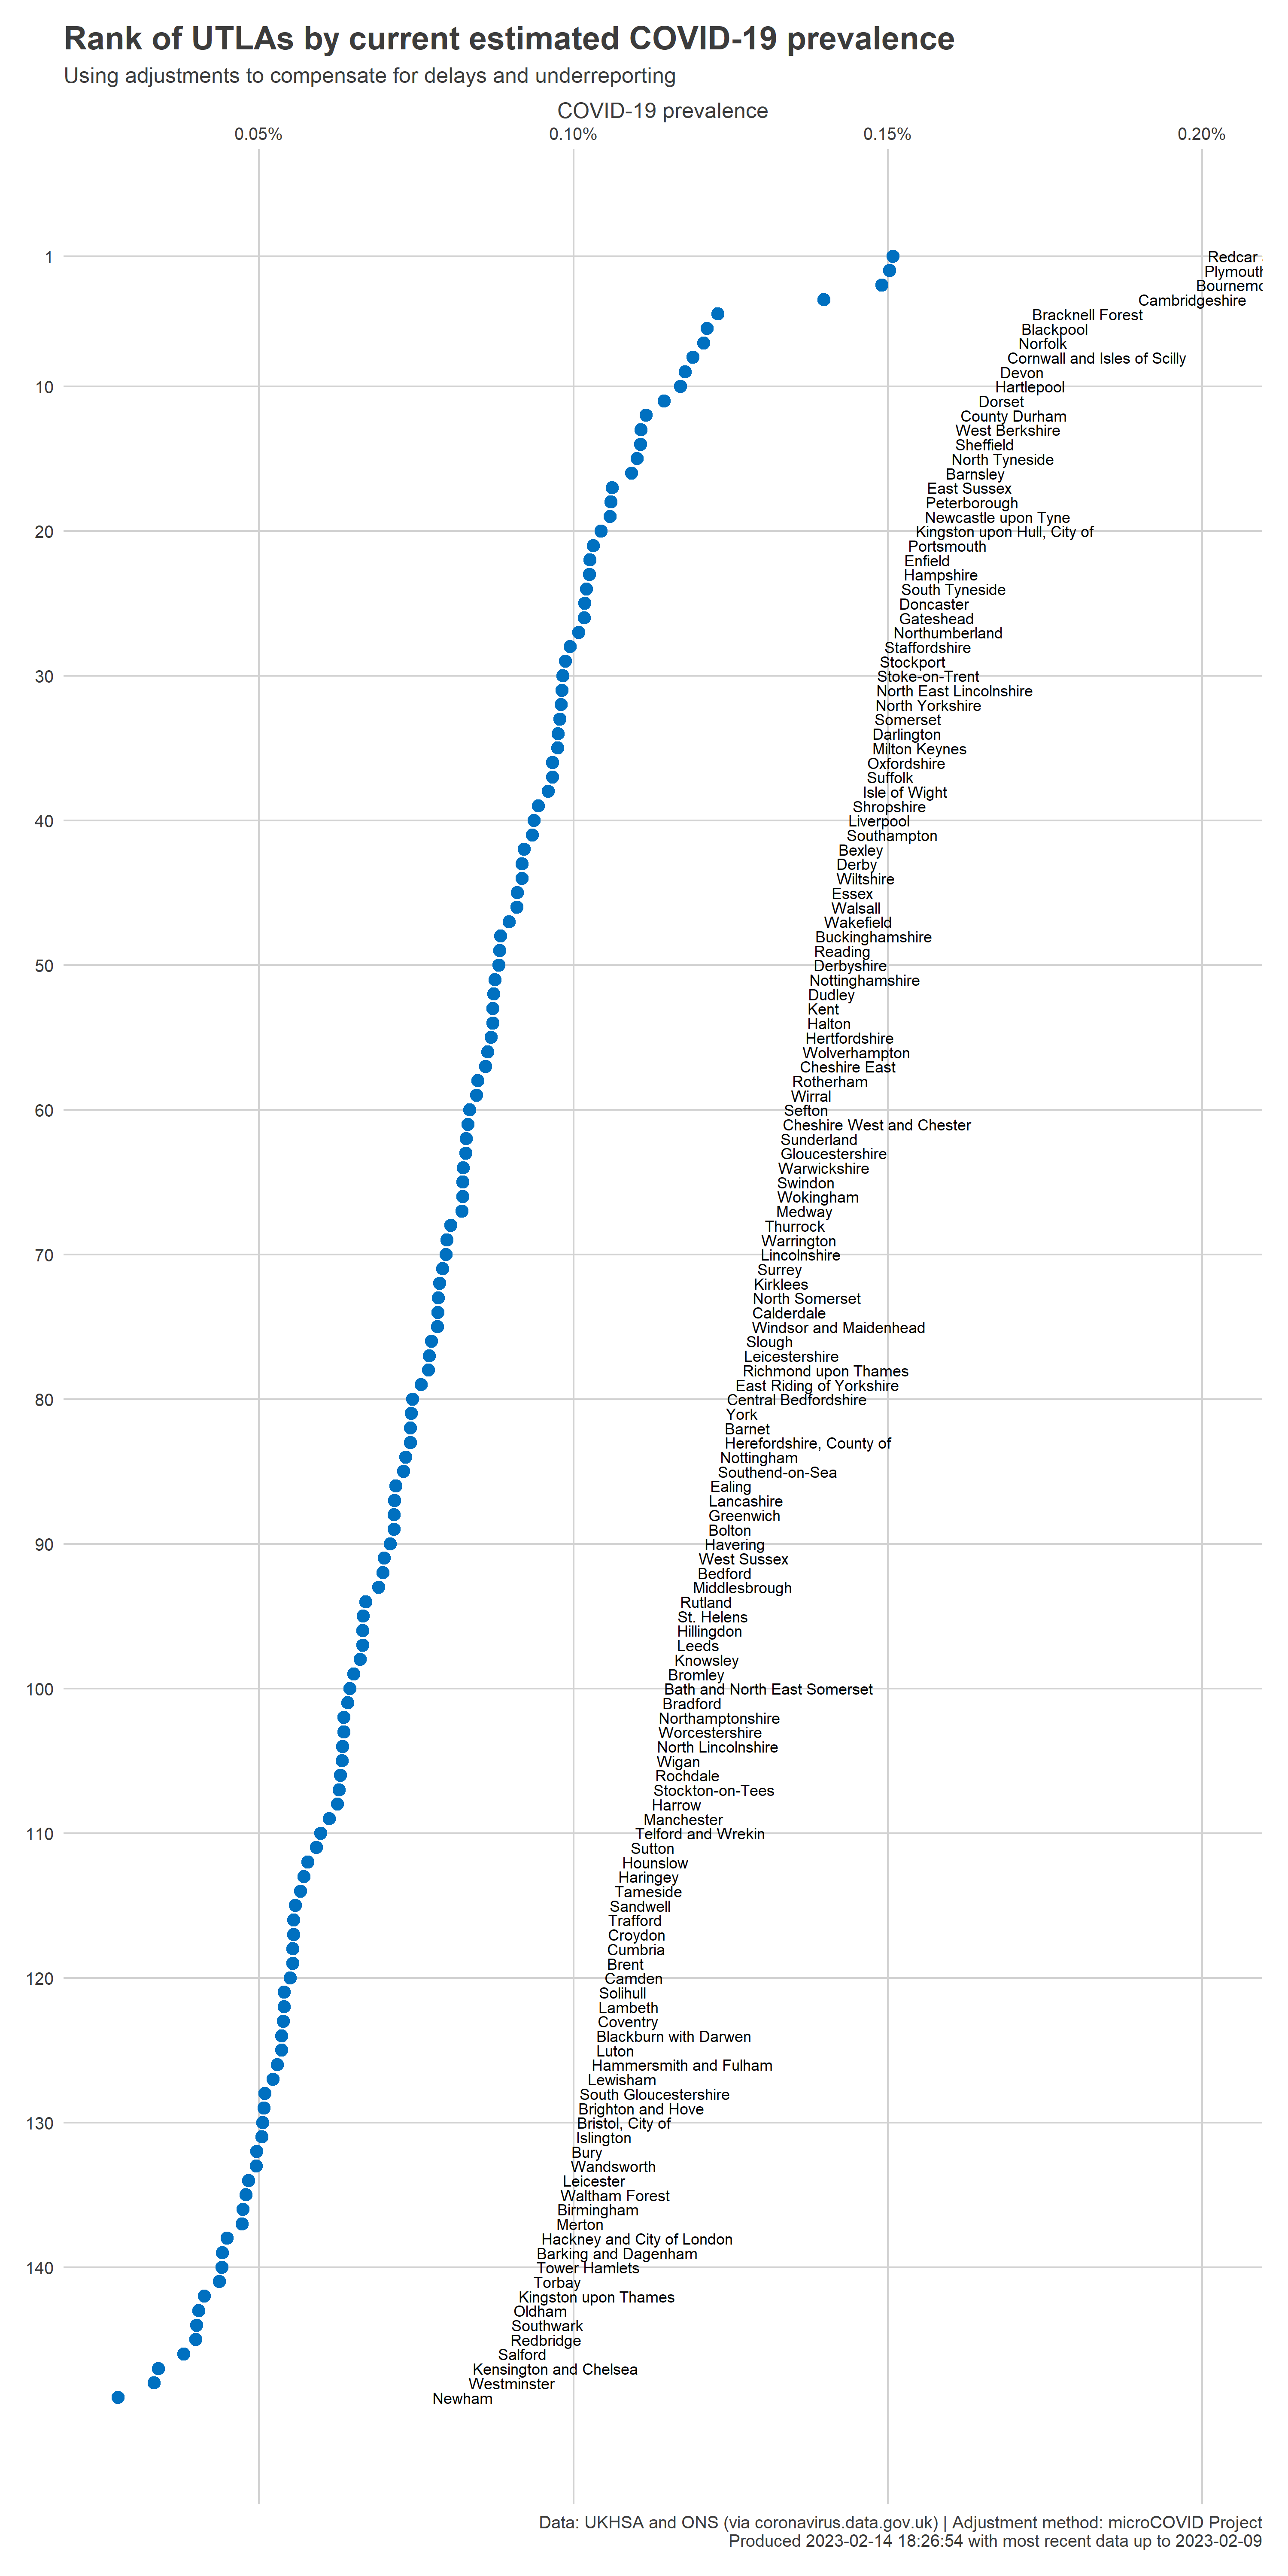 Rank of UTLAs by current estimated COVID-19 prevalence
Using adjustments to compensate for delays and underreporting
COVID-19 prevalence
0.05% 0.10% 0.15% 0.20%
1 Redcar
Plymouth
Bournemo
Cambridgeshire
Bracknell Forest
Blackpool
Norfolk
Cornwall and Isles of Scilly
Devon
10 Hartlepool
Dorset
County Durham
West Berkshire
Sheffield
North Tyneside
Barnsley
East Sussex
Peterborough
Newcastle upon Tyne
20 Kingston upon Hull, City of
Portsmouth
Enfield
Hampshire
South Tyneside
Doncaster
Gateshead
Northumberland
Staffordshire
Stockport
30 Stoke-on-Trent
North East Lincolnshire
North Yorkshire
Somerset
Darlington
Milton Keynes
Oxfordshire
Suffolk
Isle of Wight
Shropshire
40 Liverpool
Southampton
Bexley
Derby
Wiltshire
Essex
Walsall
Wakefield
Buckinghamshire
Reading
50 Derbyshire
Nottinghamshire
Dudley
Kent
Halton
Hertfordshire
Wolverhampton
Cheshire East
Rotherham
Wirral
60 Sefton
Cheshire West and Chester
Sunderland
Gloucestershire
Warwickshire
Swindon
Wokingham
Medway
Thurrock
Warrington
70 Lincolnshire
Surrey
Kirklees
North Somerset
Calderdale
Windsor and Maidenhead
Slough
Leicestershire
Richmond upon Thames
East Riding of Yorkshire
80 Central Bedfordshire
York
Barnet
Herefordshire, County of
Nottingham
Southend-on-Sea
Ealing
Lancashire
Greenwich
Bolton
90 Havering
West Sussex
Bedford
Middlesbrough
Rutland
St. Helens
Hillingdon
Leeds
Knowsley
Bromley
100 Bath and North East Somerset
Bradford
Northamptonshire
Worcestershire
North Lincolnshire
Wigan
Rochdale
Stockton-on-Tees
Harrow
Manchester
110 Telford and Wrekin
Sutton
Hounslow
Haringey
Tameside
Sandwell
Trafford
Croydon
Cumbria
Brent
120 Camden
Solihull
Lambeth
Coventry
Blackburn with Darwen
Luton
Hammersmith and Fulham
Lewisham
South Gloucestershire
Brighton and Hove
130 Bristol, City of
Islington
Bury
Wandsworth
Leicester
Waltham Forest
Birmingham
Merton
Hackney and City of London
Barking and Dagenham
140 Tower Hamlets
Torbay
Kingston upon Thames
Oldham
Southwark
Redbridge
Salford
Kensington and Chelsea
Westminster
Newham
Data: UKHSA and ONS (via coronavirus.data.gov.uk) | Adjustment method: microCOVID Project
Produced 2023-02-14 18:26:54 with most recent data up to 2023-02-09